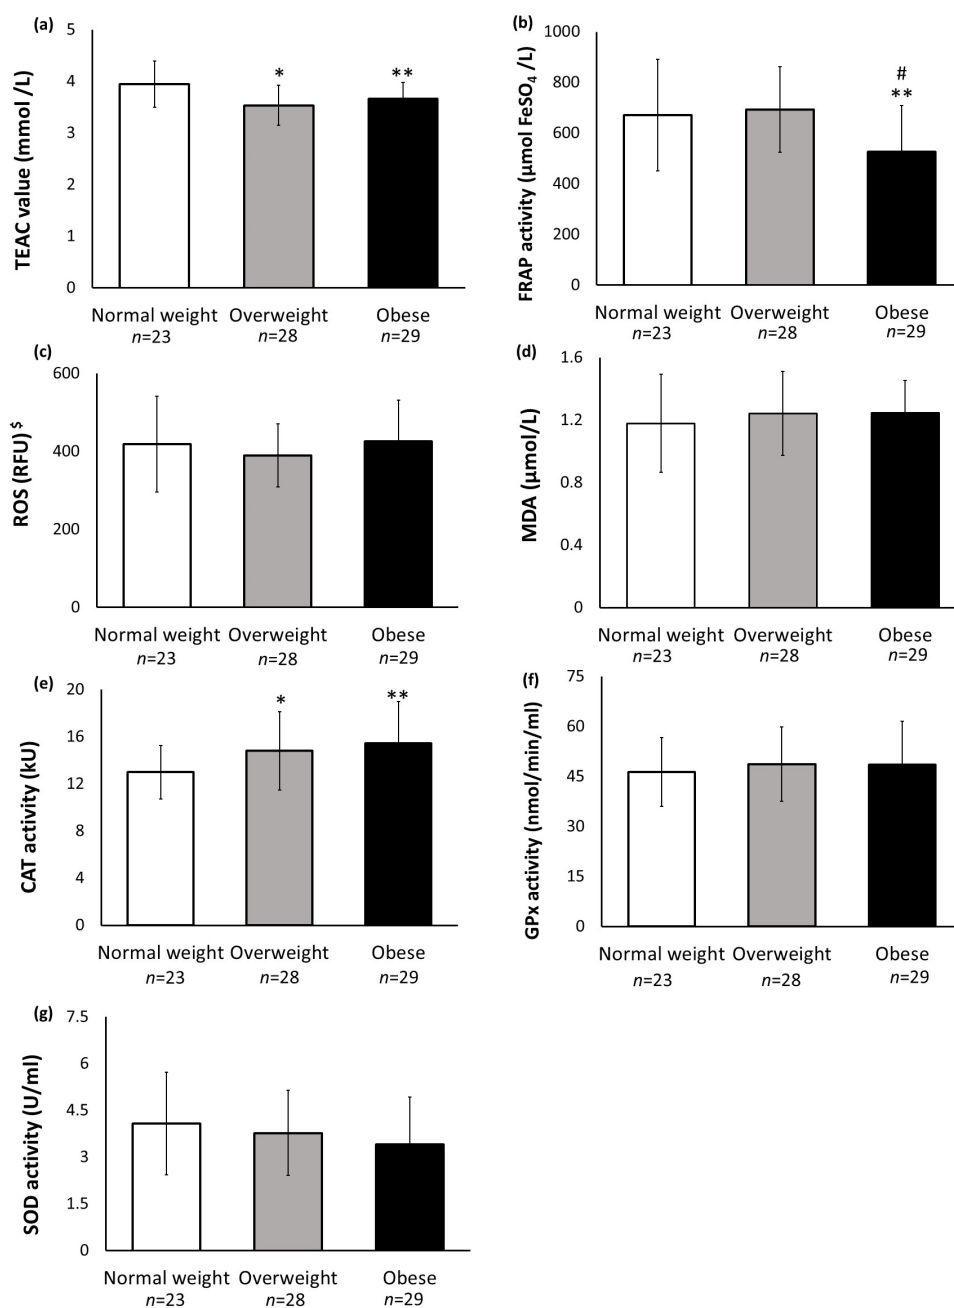 (a)
TEAC value (mmol /L)
5
4
3
2
1
0
*
**
Normal weight Overweight Obese
n=23 n=28 n=29
(b)
FRAP activity (µmol FeSO₄ /L)
1000
800
600
400
200
0
#
**
Normal weight Overweight Obese
n=23 n=28 n=29
(c)
ROS (RFU) $
600
400
200
0
Normal weight Overweight Obese
n=23 n=28 n=29
(d)
MDA (µmol/L)
1.6
1.2
0.8
0.4
0
Normal weight Overweight Obese
n=23 n=28 n=29
(e)
CAT activity (kU)
20
16
12
8
4
0
*
**
Normal weight Overweight Obese
n=23 n=28 n=29
(f)
GPx activity (nmol/min/ml)
75
60
45
30
15
0
Normal weight Overweight Obese
n=23 n=28 n=29
(g)
SOD activity (U/ml)
7.5
6
4.5
3
1.5
0
Normal weight Overweight Obese
n=23 n=28 n=29